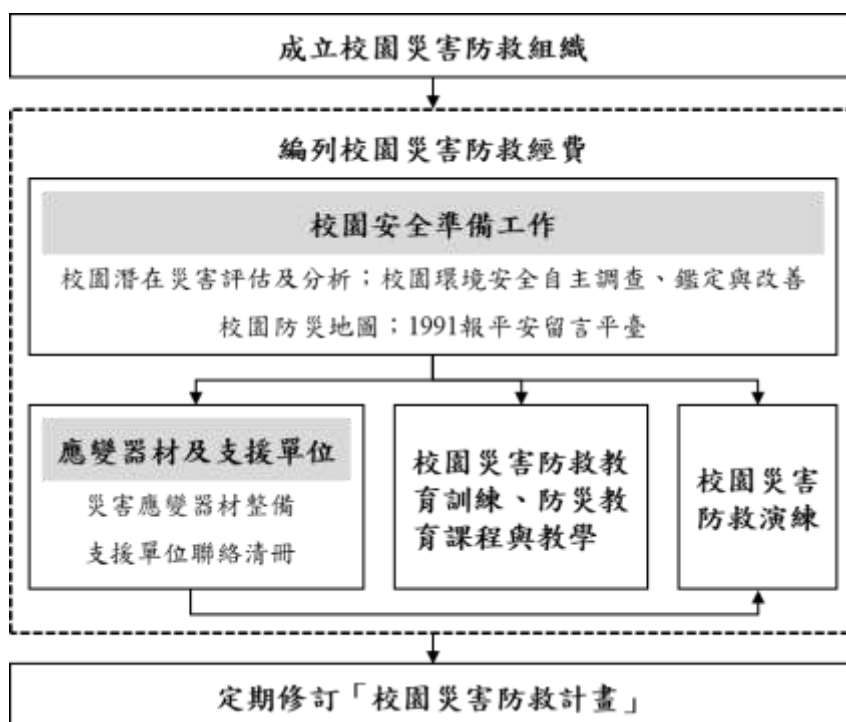 成立校園災害防救組織
編列校園災害防救經費
校園安全準備工作
校園潛在災害評估及分析；校園環境安全自主調查、鑑定與改善
校園防災地圖；1991報平安留言平臺
應變器材及支援單位
災害應變器材整備
支援單位聯絡清冊
校園災害防救教
育訓練、防災教
育課程與教學
校園災害
防救演練
定期修訂「校園災害防救計畫」